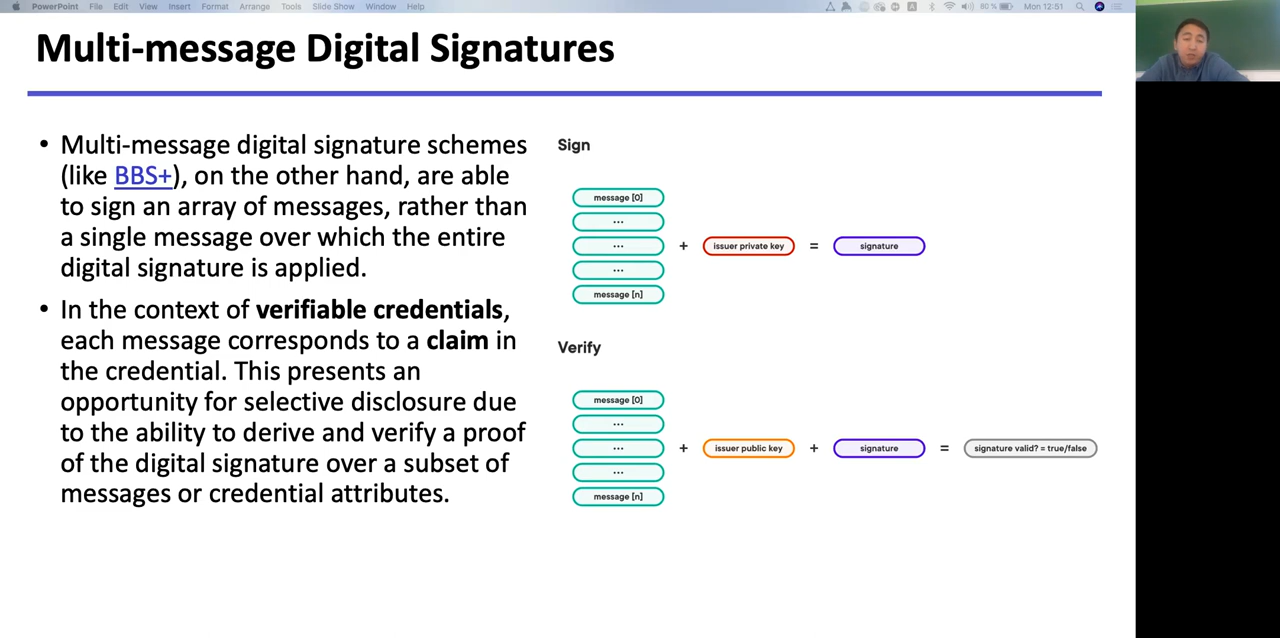 PowerPoint File Edit View Insert Format Arrange Tools Slide Show Window Help 80 % Mon 12:51
Multi-message Digital Signatures
• Multi-message digital signature schemes
(like BBS+), on the other hand, are able
to sign an array of messages, rather than
a single message over which the entire
digital signature is applied.
• In the context of verifiable credentials,
each message corresponds to a claim in
the credential. This presents an
opportunity for selective disclosure due
to the ability to derive and verify a proof
of the digital signature over a subset of
messages or credential attributes.
Sign
message [0]
...
... + issuer private key = signature
...
message [n]
Verify
message [0]
...
... + issuer public key + signature = signature valid? = true/false
...
message [n]